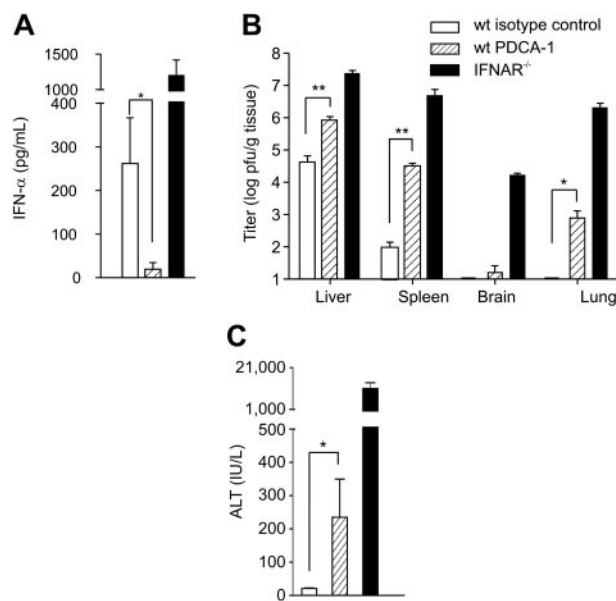 A
IFN-α (pg/mL)
1500
1000
400
300
200
100
0
*
B
wt isotype control
wt PDCA-1
IFNAR-/-
Titer (log pfu/g tissue)
8
7
6
5
4
3
2
1
**
**
*
Liver Spleen Brain Lung
C
ALT (IU/L)
21,000
1,000
500
400
300
200
100
0
*